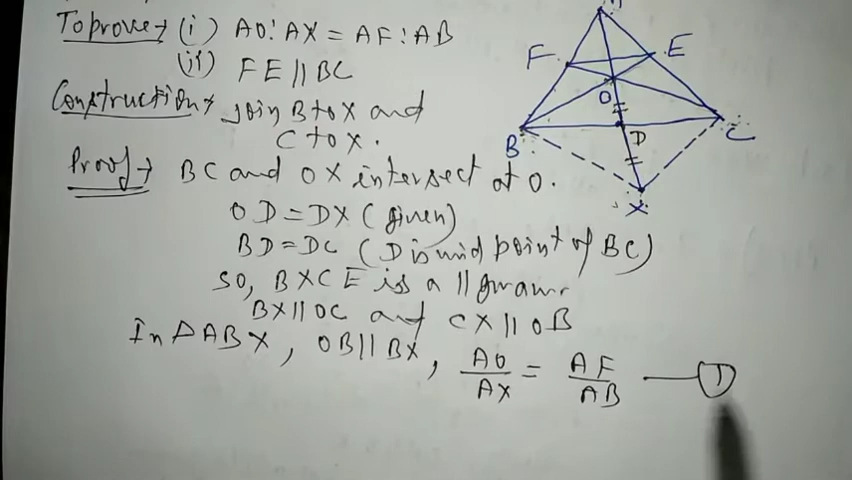 To prove → (i) AO : AX = AF : AB
(ii) FE || BC
Construction → Join B to X and
C to X.
Proof → BC and OX intersect at O.
OD = DX (given)
BD = DC (D is mid point of BC)
SO, BXCE is a || gram.
BX || OC and CX || OB
In △ABX, OB || BX, AO/AX = AF/AB — ①
F
E
O
B
D
C
X